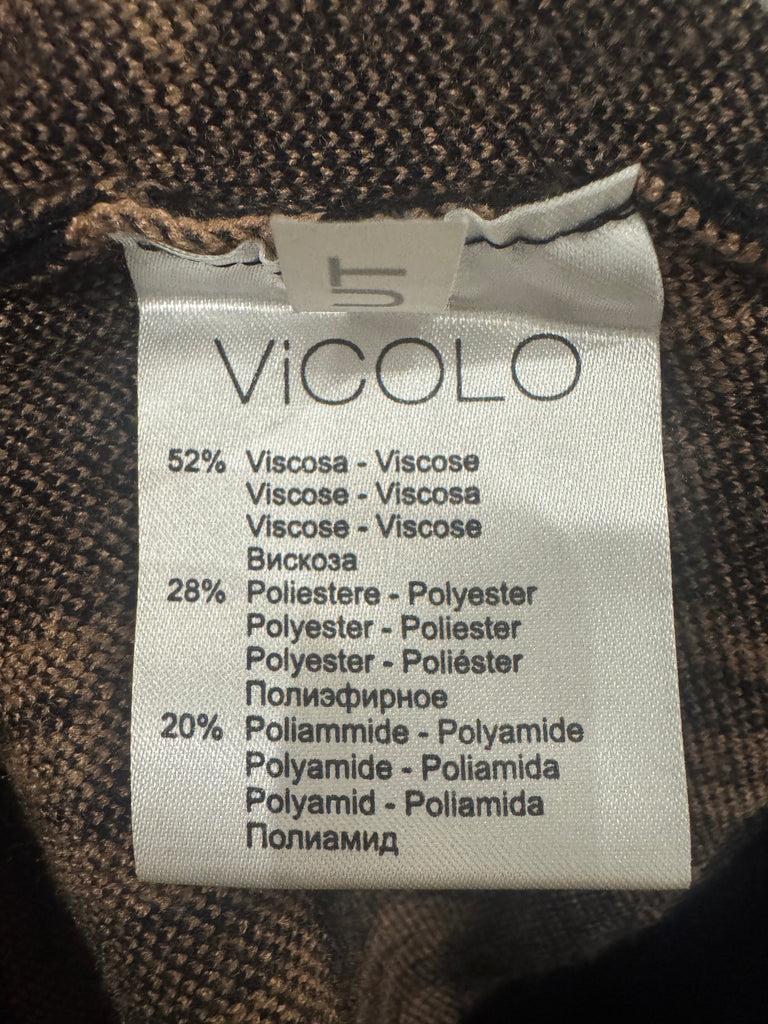 UT
ViCOLO
52% Viscosa - Viscose
Viscose - Viscosa
Viscose - Viscose
Вискоза
28% Poliestere - Polyester
Polyester - Poliester
Polyester - Poliéster
Полиэфирное
20% Poliammide - Polyamide
Polyamide - Poliamida
Polyamid - Poliamida
Полиамид